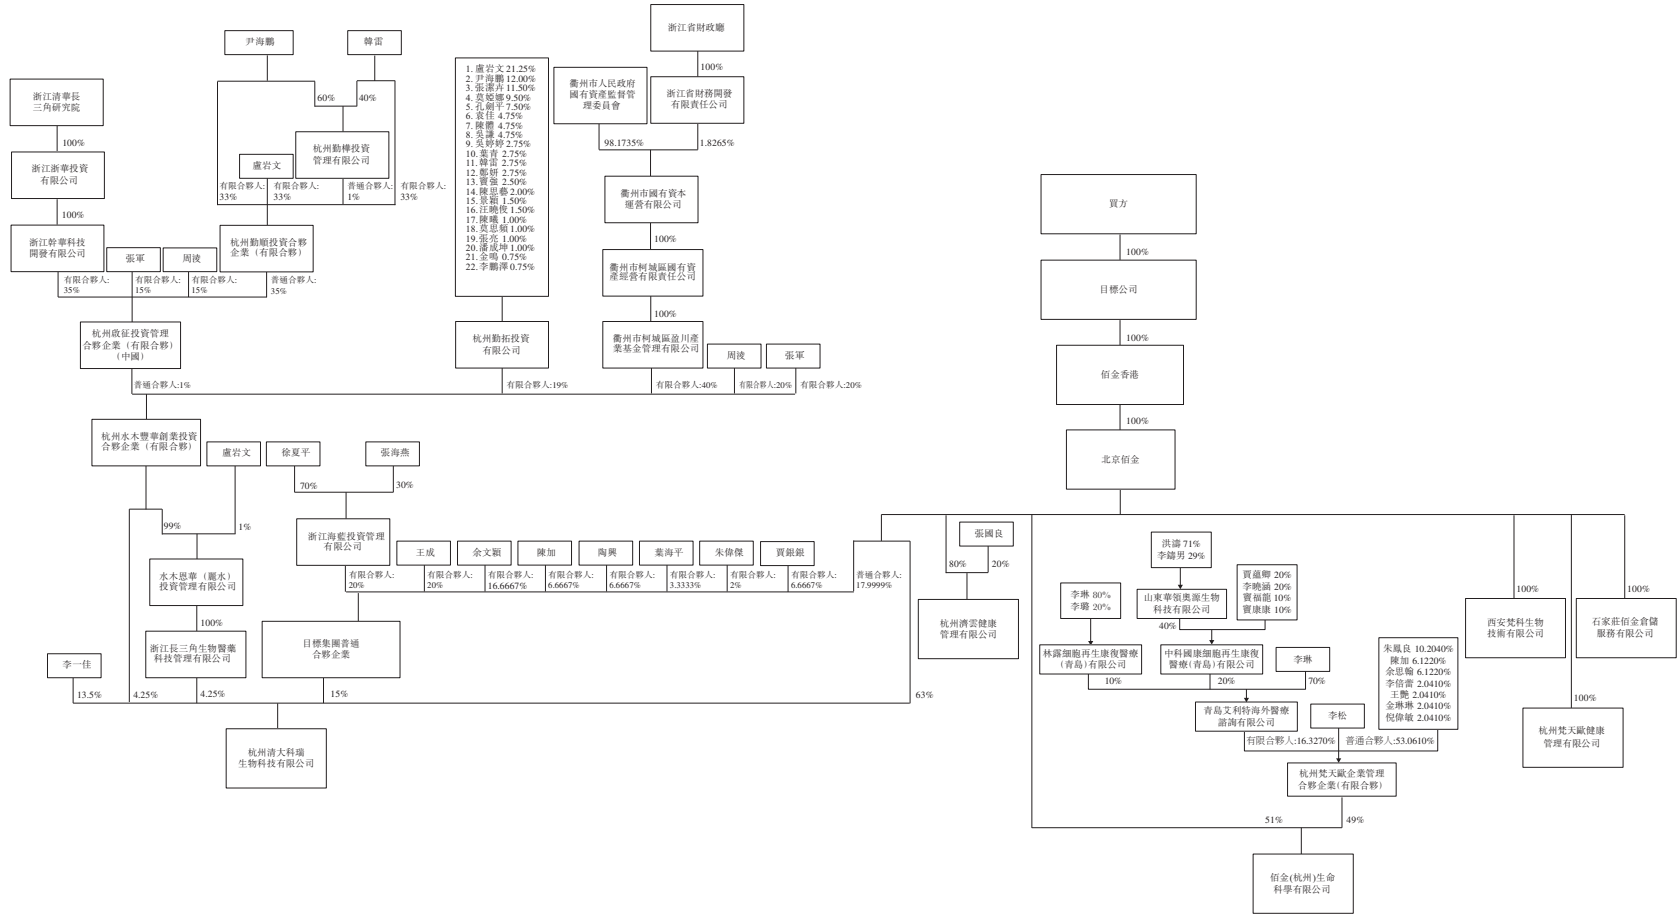 浙江省財政廳
尹海鵬
韓雷
100%
浙江清華長
三角研究院
60%
40%
1. 盧岩文 21.25%
2. 尹海鵬 12.00%
3. 張潔卉 11.50%
4. 莫婭娜 9.50%
5. 孔劍平 7.50%
6. 袁佳 4.75%
7. 陳體 4.75%
8. 吳謙 4.75%
9. 吳婷婷 2.75%
10. 葉青 2.75%
11. 韓雷 2.75%
12. 鄭妍 2.75%
13. 竇強 2.50%
14. 陳思藝 2.00%
15. 景穎 1.50%
16. 汪曉俊 1.50%
17. 陳曦 1.00%
18. 莫思頻 1.00%
19. 張亮 1.00%
20. 潘成坤 1.00%
21. 金鳴 0.75%
22. 李鵬澤 0.75%
衢州市人民政府
國有資產監督管
理委員會
浙江省財務開發
有限責任公司
98.1735%
1.8265%
100%
浙江浙華投資
有限公司
盧岩文
杭州勤樺投資
管理有限公司
有限合夥人:
33%
有限合夥人:
33%
普通合夥人:
1%
有限合夥人:
33%
衢州市國有資本
運營有限公司
買方
100%
浙江幹華科技
開發有限公司
張軍
周淩
杭州勤順投資合夥
企業（有限合夥）
100%
100%
有限合夥人:
35%
有限合夥人:
15%
有限合夥人:
15%
普通合夥人:
35%
衢州市柯城區國有資
產經營有限責任公司
目標公司
100%
100%
杭州啟征投資管理
合夥企業（有限合夥）
（中國）
杭州勤拓投資
有限公司
衢州市柯城區盈川產
業基金管理有限公司
周淩
張軍
佰金香港
普通合夥人:1%
有限合夥人:19%
有限合夥人:40%
有限合夥人:20%
有限合夥人:20%
100%
杭州水木豐華創業投資
合夥企業（有限合夥）
盧岩文
徐夏平
張海燕
北京佰金
70%
30%
99%
1%
浙江海藍投資管理
有限公司
王成
余文穎
陳加
陶興
葉海平
朱偉傑
賈銀銀
張國良
洪濤 71%
李鑄男 29%
80%
20%
水木恩華（麗水）
投資管理有限公司
有限合夥人:
20%
有限合夥人:
20%
有限合夥人:
16.6667%
有限合夥人:
6.6667%
有限合夥人:
6.6667%
有限合夥人:
3.3333%
有限合夥人:
2%
有限合夥人:
6.6667%
普通合夥人:
17.9999%
李琳 80%
李璐 20%
山東華領奧源生物
科技有限公司
賈蘊卿 20%
李曉涵 20%
竇福龍 10%
竇康康 10%
100%
100%
100%
浙江長三角生物醫藥
科技管理有限公司
目標集團普通
合夥企業
杭州濟雲健康
管理有限公司
40%
西安梵科生物
技術有限公司
石家莊佰金倉儲
服務有限公司
李一佳
林露細胞再生康復醫療
（青島）有限公司
中科國康細胞再生康復
醫療（青島）有限公司
李琳
朱鳳良 10.2040%
陳加 6.1220%
余思翰 6.1220%
李倍蕾 2.0410%
王艷 2.0410%
金琳琳 2.0410%
倪偉敏 2.0410%
13.5%
4.25%
4.25%
15%
63%
10%
20%
70%
100%
青島艾利特海外醫療
諮詢有限公司
李松
杭州梵天歐健康
管理有限公司
有限合夥人:16.3270%
普通合夥人:53.0610%
杭州清大科瑞
生物科技有限公司
杭州梵天歐企業管理
合夥企業(有限合夥)
51%
49%
佰金(杭州)生命
科學有限公司